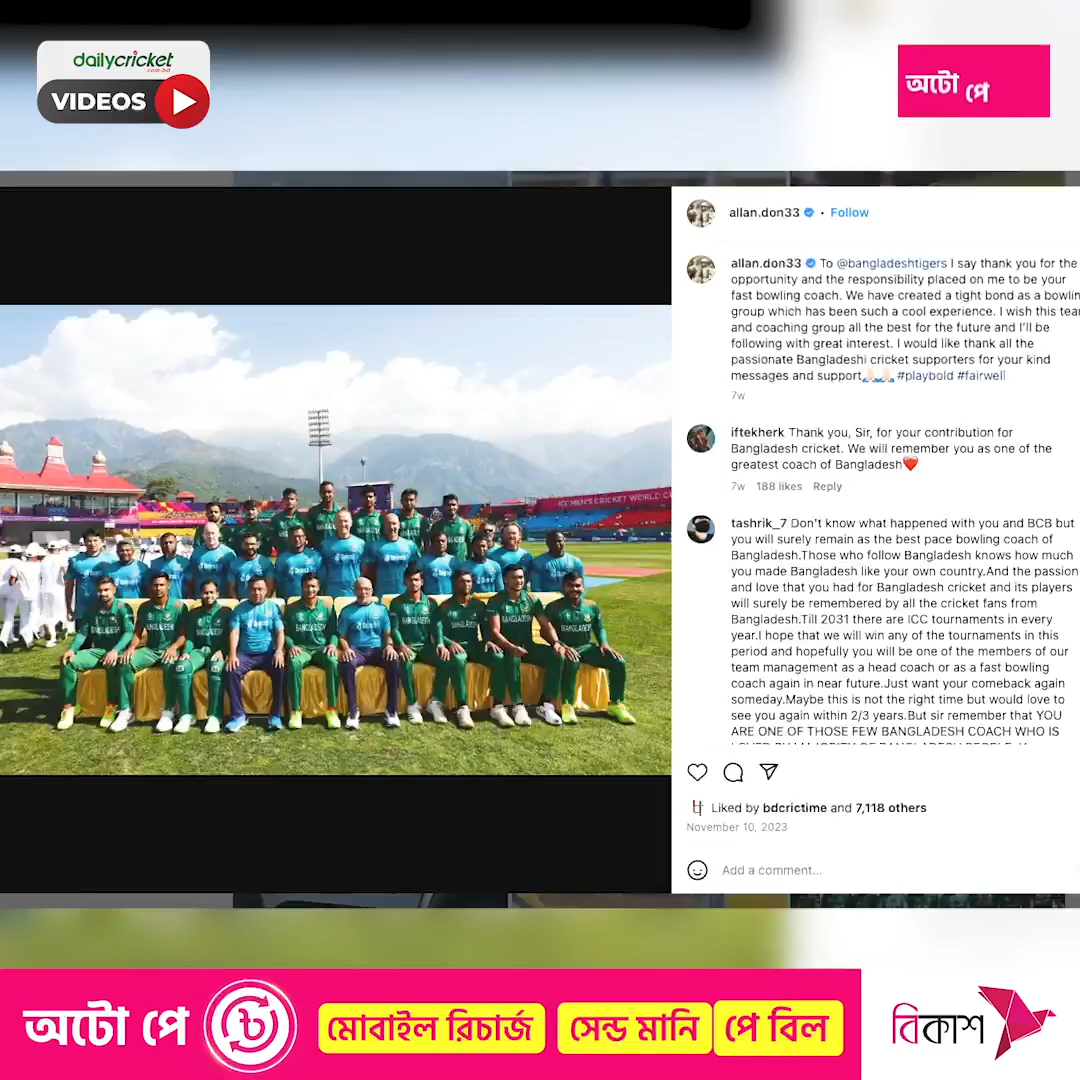 dailycricket
.com.bd
VIDEOS
অটো পে
allan.don33 • Follow
allan.don33 To @bangladeshtigers I say thank you for the
opportunity and the responsibility placed on me to be your
fast bowling coach. We have created a tight bond as a bowlin
group which has been such a cool experience. I wish this tea
and coaching group all the best for the future and I'll be
following with great interest. I would like thank all the
passionate Bangladeshi cricket supporters for your kind
messages and support🙏🏻🙏🏻 #playbold #fairwell
7w
iftekherk Thank you, Sir, for your contribution for
Bangladesh cricket. We will remember you as one of the
greatest coach of Bangladesh❤️
7w 188 likes Reply
tashrik_7 Don't know what happened with you and BCB but
you will surely remain as the best pace bowling coach of
Bangladesh.Those who follow Bangladesh knows how much
you made Bangladesh like your own country.And the passion
and love that you had for Bangladesh cricket and its players
will surely be remembered by all the cricket fans from
Bangladesh.Till 2031 there are ICC tournaments in every
year.I hope that we will win any of the tournaments in this
period and hopefully you will be one of the members of our
team management as a head coach or as a fast bowling
coach again in near future.Just want your comeback again
someday.Maybe this is not the right time but would love to
see you again within 2/3 years.But sir remember that YOU
ARE ONE OF THOSE FEW BANGLADESH COACH WHO IS
Liked by bdcrictime and 7,118 others
November 10, 2023
Add a comment...
ICC MEN'S CRICKET WORLD CU
BANGLADESH
BANGLADESH
BANGLADESH
অটো পে
মোবাইল রিচার্জ
সেন্ড মানি
পে বিল
বিকাশ